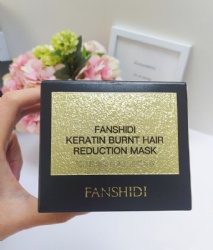 FANSHIDI
KERATIN BURNT HAIR
REDUCTION MASK
FANSHIDI